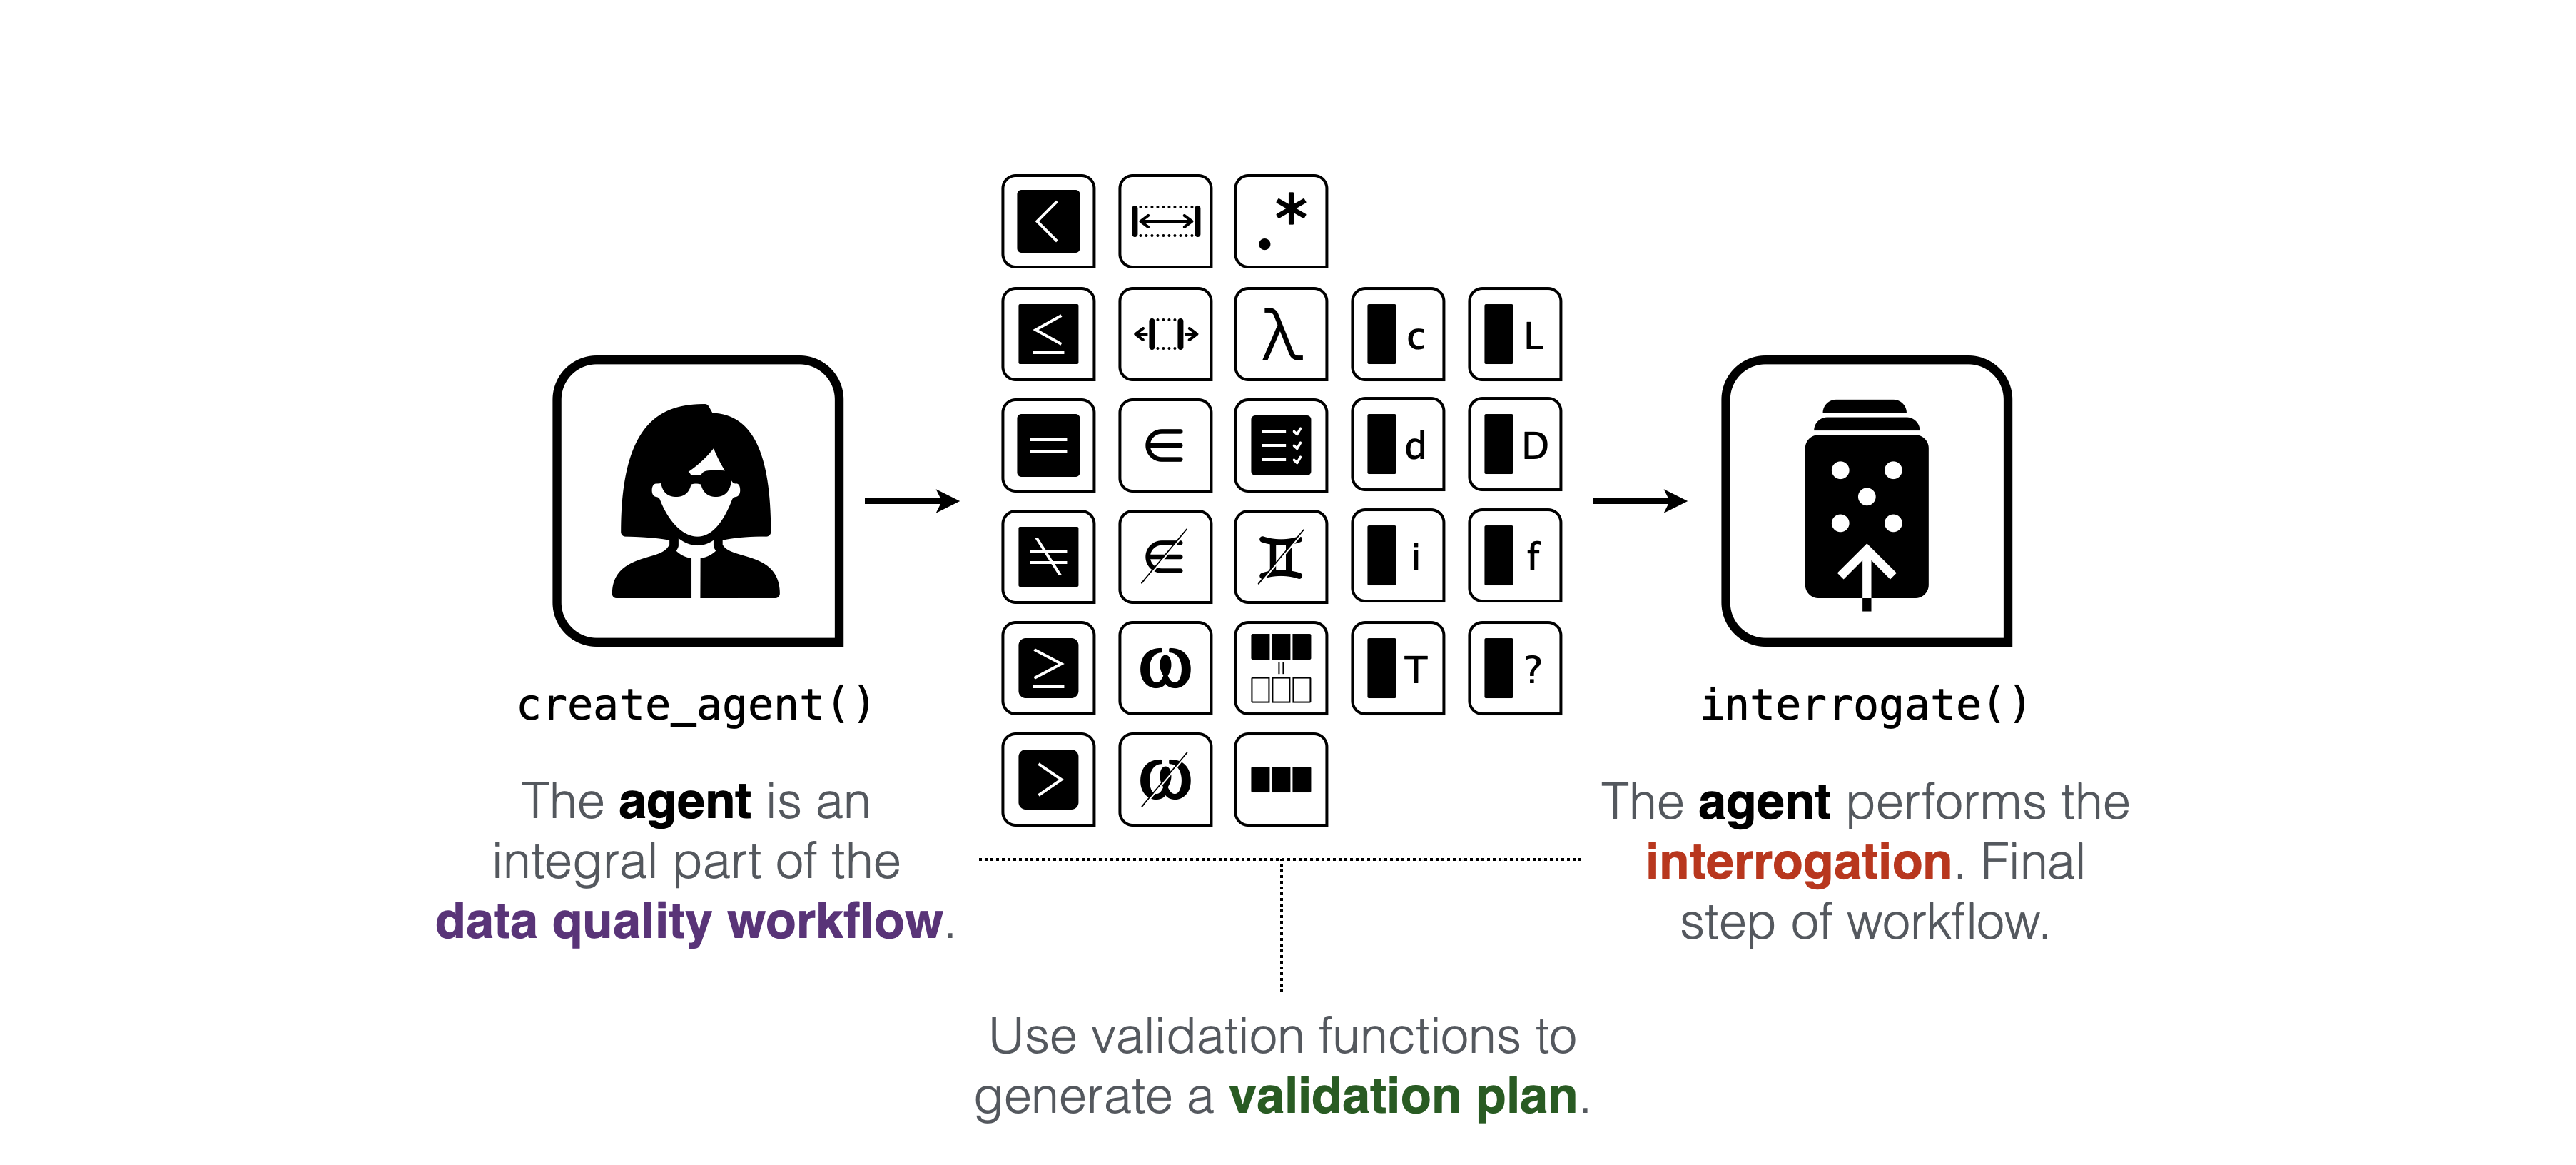 < .*
≤ λ c L
= ∈ d D
≠ ∉ i f
≥ ω = T ?
> ω̸
create_agent()
The agent is an
integral part of the
data quality workflow.
Use validation functions to
generate a validation plan.
interrogate()
The agent performs the
interrogation. Final
step of workflow.